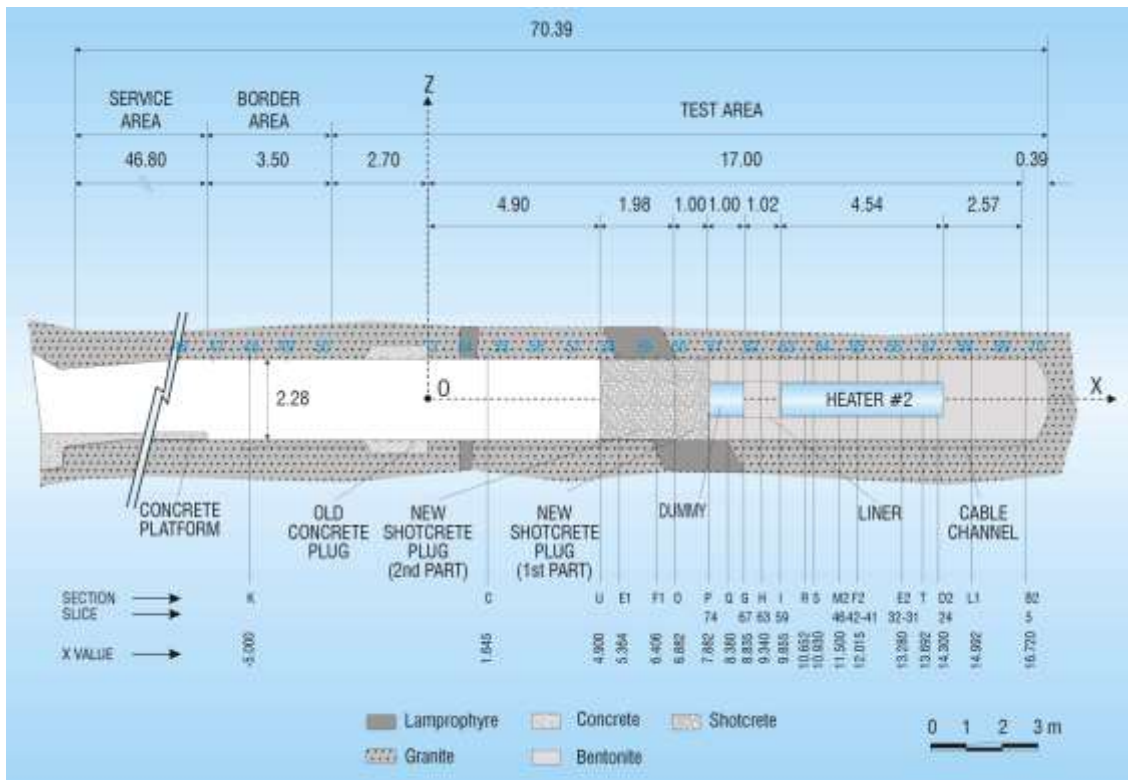 70.39
Z
SERVICE AREA
BORDER AREA
TEST AREA
46.80 3.50 2.70 17.00 0.39
4.90 1.98 1.00 1.00 1.02 4.54 2.57
O
X
2.28
HEATER #2
CONCRETE PLATFORM
OLD CONCRETE PLUG
NEW SHOTCRETE PLUG (2nd PART)
NEW SHOTCRETE PLUG (1st PART)
DUMMY
LINER
CABLE CHANNEL
SECTION K C U E1 F1 O P Q G H I R S M2 F2 E2 T D2 L1 B2
SLICE 74 67 63 59 46 42-41 32-31 24 5
X VALUE -5.000 1.645 4.900 5.364 6.406 6.882 7.882 8.380 8.835 9.340 9.855 10.652 10.930 11.500 12.015 13.280 13.692 14.300 14.992 16.720
Lamprophyre Concrete Shotcrete
Granite Bentonite
0 1 2 3 m